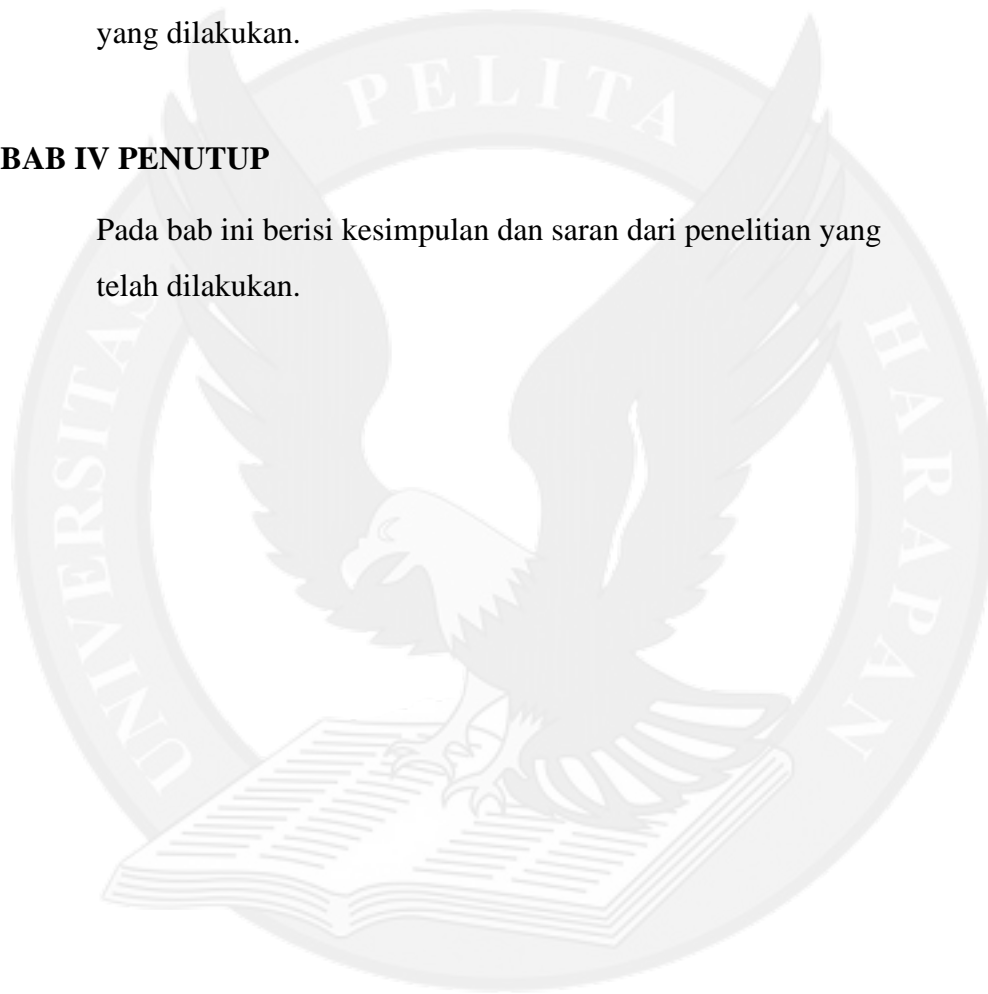 yang dilakukan.
PELITA
BAB IV PENUTUP
Pada bab ini berisi kesimpulan dan saran dari penelitian yang
telah dilakukan.
UNIVERSITAS
HARAPAN